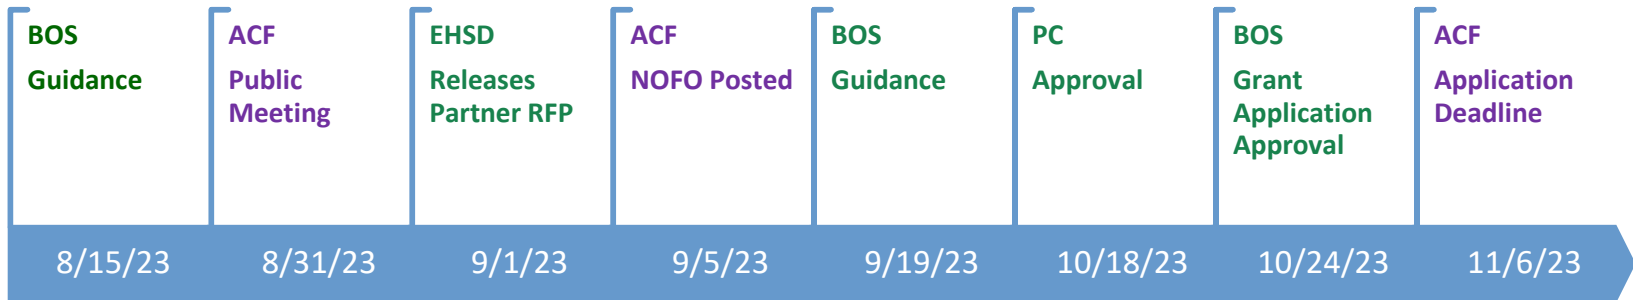 BOS
Guidance
ACF
Public
Meeting
EHSD
Releases
Partner RFP
ACF
NOFO Posted
BOS
Guidance
PC
Approval
BOS
Grant
Application
Approval
ACF
Application
Deadline
8/15/23
8/31/23
9/1/23
9/5/23
9/19/23
10/18/23
10/24/23
11/6/23